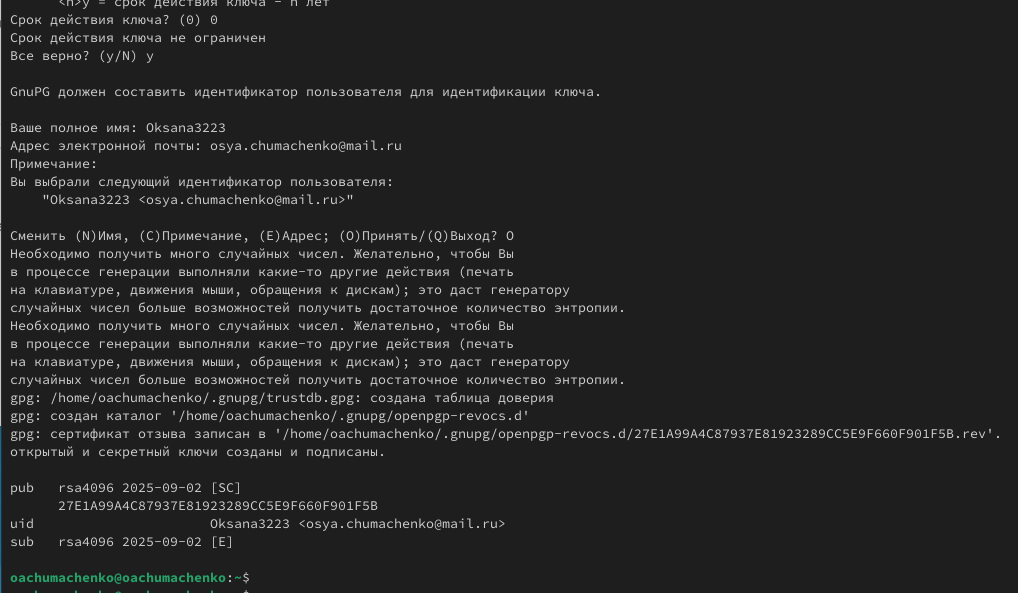 <n>y = срок действия ключа - n лет
Срок действия ключа? (0) 0
Срок действия ключа не ограничен
Все верно? (y/N) y
GnuPG должен составить идентификатор пользователя для идентификации ключа.
Ваше полное имя: Oksana3223
Адрес электронной почты: osya.chumachenko@mail.ru
Примечание:
Вы выбрали следующий идентификатор пользователя:
"Oksana3223 <osya.chumachenko@mail.ru>"
Сменить (N)Имя, (C)Примечание, (E)Адрес; (O)Принять/(Q)Выход? O
Необходимо получить много случайных чисел. Желательно, чтобы Вы
в процессе генерации выполняли какие-то другие действия (печать
на клавиатуре, движения мыши, обращения к дискам); это даст генератору
случайных чисел больше возможностей получить достаточное количество энтропии.
Необходимо получить много случайных чисел. Желательно, чтобы Вы
в процессе генерации выполняли какие-то другие действия (печать
на клавиатуре, движения мыши, обращения к дискам); это даст генератору
случайных чисел больше возможностей получить достаточное количество энтропии.
gpg: /home/oachumachenko/.gnupg/trustdb.gpg: создана таблица доверия
gpg: создан каталог '/home/oachumachenko/.gnupg/openpgp-revocs.d'
gpg: сертификат отзыва записан в '/home/oachumachenko/.gnupg/openpgp-revocs.d/27E1A99A4C87937E81923289CC5E9F660F901F5B.rev'.
открытый и секретный ключи созданы и подписаны.
pub   rsa4096 2025-09-02 [SC]
27E1A99A4C87937E81923289CC5E9F660F901F5B
uid                      Oksana3223 <osya.chumachenko@mail.ru>
sub   rsa4096 2025-09-02 [E]
oachumachenko@oachumachenko:~$